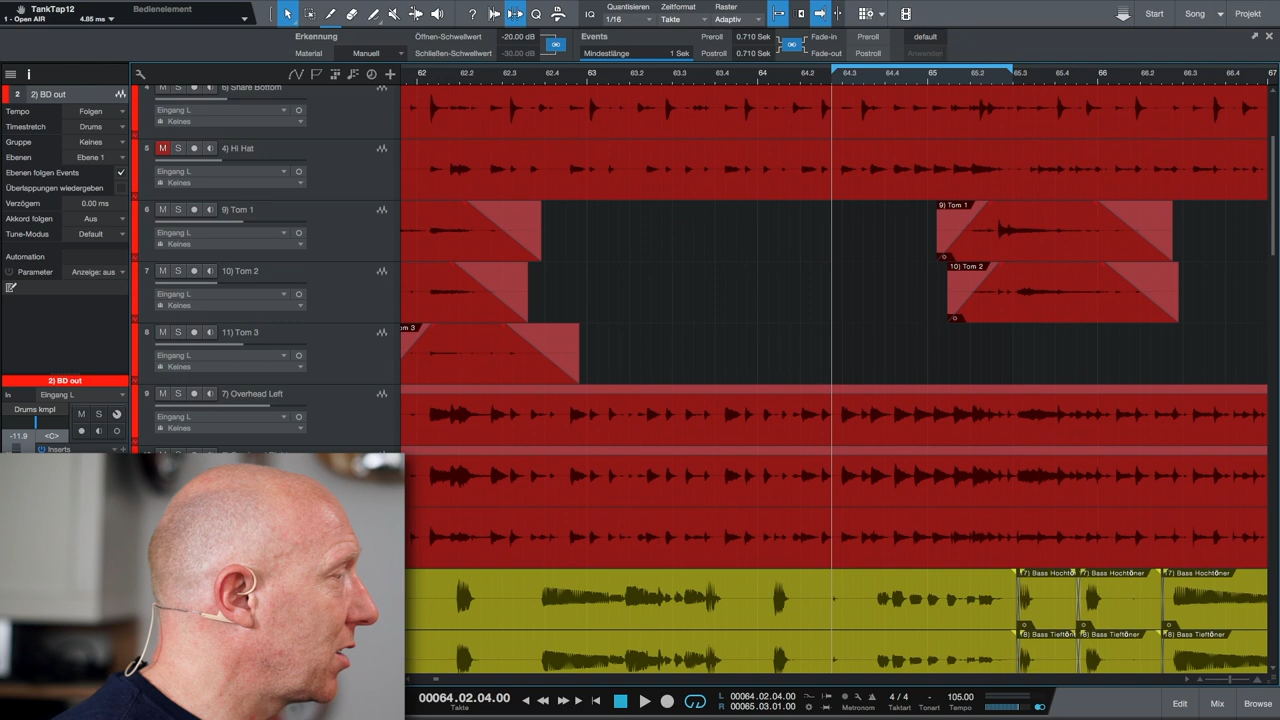 TankTap12
1 - Open AIR
4.85 ms
Bedienelement
IQ
Quantisieren
1/16
Zeitformat
Takte
Raster
Adaptiv
Start
Song
Projekt
Erkennung
Material
Manuell
Öffnen-Schwellwert
Schließen-Schwellwert
-20.00 dB
-30.00 dB
Events
Mindestlänge
1 Sek
Preroll
Postroll
0.710 Sek
0.710 Sek
Fade-in
Fade-out
Preroll
Postroll
default
Anwenden
62
62.2
62.3
62.4
63
63.2
63.3
63.4
64
64.3
64.4
65
65.2
65.3
65.4
66
66.2
66.3
66.4
67
2
2) BD out
Tempo
Folgen
Timestretch
Drums
Gruppe
Keines
Ebenen
Ebene 1
Ebenen folgen Events
Überlappungen wiedergeben
Verzögern
0.00 ms
Akkord folgen
Aus
Tune-Modus
Default
Automation
Parameter
Anzeige: aus
2) BD out
In
Eingang L
Drums kmpl
M
S
-11.9
<C>
Inserts
4
6) Snare Bottom
Eingang L
Keines
5
M
S
4) Hi Hat
Eingang L
Keines
6
M
S
9) Tom 1
Eingang L
Keines
7
M
S
10) Tom 2
Eingang L
Keines
8
M
S
11) Tom 3
Eingang L
Keines
9
M
S
7) Overhead Left
Eingang L
Keines
9) Tom 1
10) Tom 2
om 3
7) Bass Hochtö
7) Bass Hochtöner
7) Bass Hochtöner
8) Bass Tieftön
8) Bass Tieftöner
8) Bass Tieftöner
00064.02.04.00
Takte
L
00064.02.04.00
R
00065.03.01.00
Metronom
4 / 4
Taktart
-
Tonart
105.00
Tempo
Edit
Mix
Browse